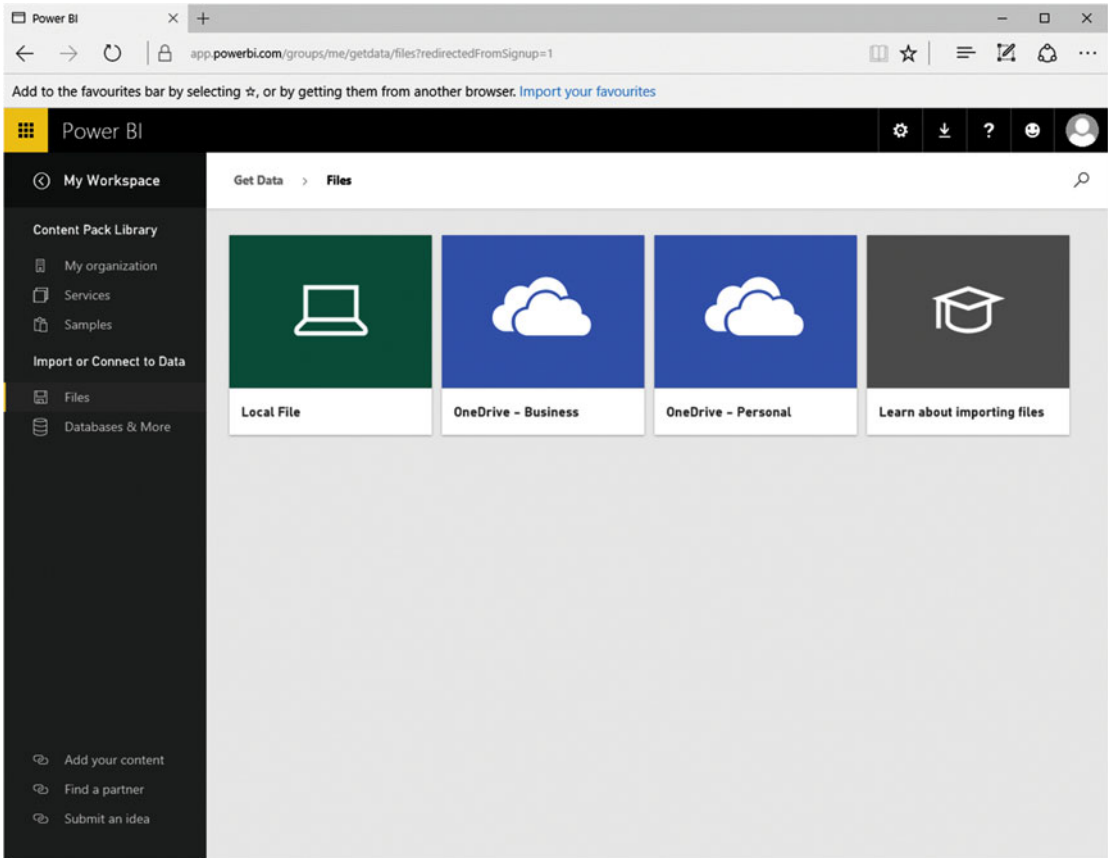 Power BI
app.powerbi.com/groups/me/getdata/files?redirectedFromSignup=1
Add to the favourites bar by selecting ☆, or by getting them from another browser. Import your favourites
Power BI
?
My Workspace
Get Data > Files
Content Pack Library
My organization
Services
Samples
Import or Connect to Data
Files
Databases & More
Local File
OneDrive – Business
OneDrive – Personal
Learn about importing files
Add your content
Find a partner
Submit an idea